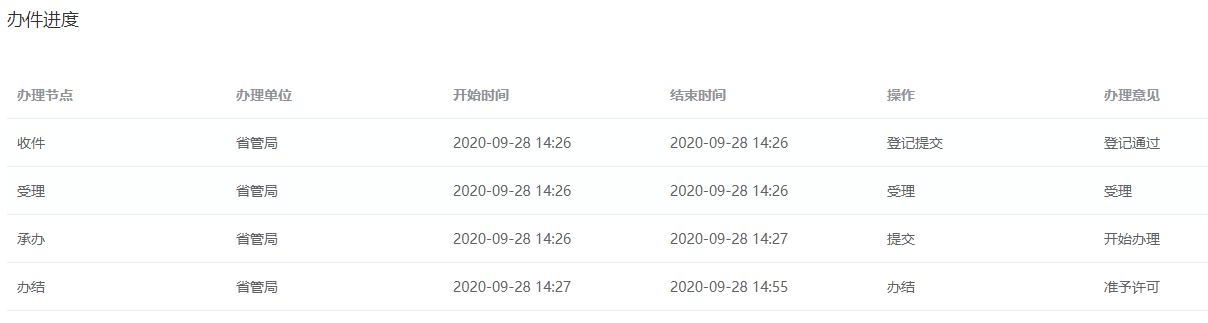 办件进度
办理节点 办理单位 开始时间 结束时间 操作 办理意见
收件 省管局 2020-09-28 14:26 2020-09-28 14:26 登记提交 登记通过
受理 省管局 2020-09-28 14:26 2020-09-28 14:26 受理 受理
承办 省管局 2020-09-28 14:26 2020-09-28 14:27 提交 开始办理
办结 省管局 2020-09-28 14:27 2020-09-28 14:55 办结 准予许可